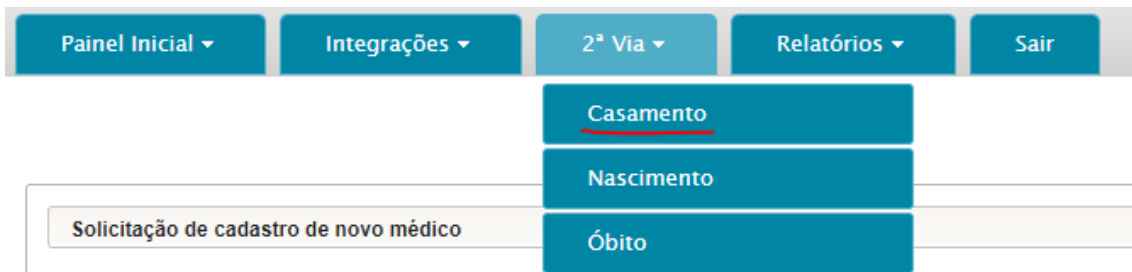 Painel Inicial Integrações 2ª Via Relatórios Sair
Casamento
Nascimento
Solicitação de cadastro de novo médico
Óbito